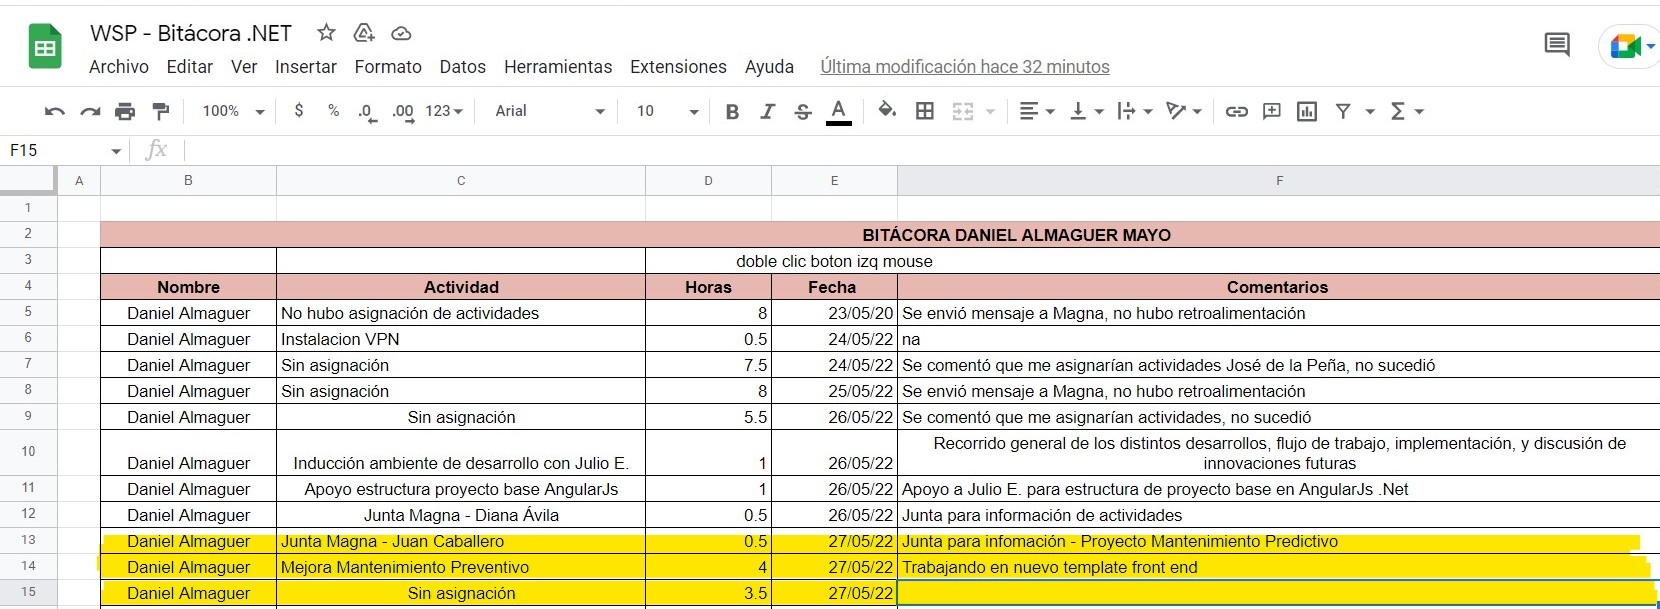 WSP - Bitácora .NET
Archivo Editar Ver Insertar Formato Datos Herramientas Extensiones Ayuda Última modificación hace 32 minutos
100% $ % .0 .00 123 Arial 10 B I S A Σ
F15 fx
A B C D E F
1
2 BITÁCORA DANIEL ALMAGUER MAYO
3 doble clic boton izq mouse
4 Nombre Actividad Horas Fecha Comentarios
5 Daniel Almaguer No hubo asignación de actividades 8 23/05/20 Se envió mensaje a Magna, no hubo retroalimentación
6 Daniel Almaguer Instalacion VPN 0.5 24/05/22 na
7 Daniel Almaguer Sin asignación 7.5 24/05/22 Se comentó que me asignarían actividades José de la Peña, no sucedió
8 Daniel Almaguer Sin asignación 8 25/05/22 Se envió mensaje a Magna, no hubo retroalimentación
9 Daniel Almaguer Sin asignación 5.5 26/05/22 Se comentó que me asignarían actividades, no sucedió
Recorrido general de los distintos desarrollos, flujo de trabajo, implementación, y discusión de
10 Daniel Almaguer Inducción ambiente de desarrollo con Julio E. 1 26/05/22 innovaciones futuras
11 Daniel Almaguer Apoyo estructura proyecto base AngularJs 1 26/05/22 Apoyo a Julio E. para estructura de proyecto base en AngularJs .Net
12 Daniel Almaguer Junta Magna - Diana Ávila 0.5 26/05/22 Junta para información de actividades
13 Daniel Almaguer Junta Magna - Juan Caballero 0.5 27/05/22 Junta para infomación - Proyecto Mantenimiento Predictivo
14 Daniel Almaguer Mejora Mantenimiento Preventivo 4 27/05/22 Trabajando en nuevo template front end
15 Daniel Almaguer Sin asignación 3.5 27/05/22